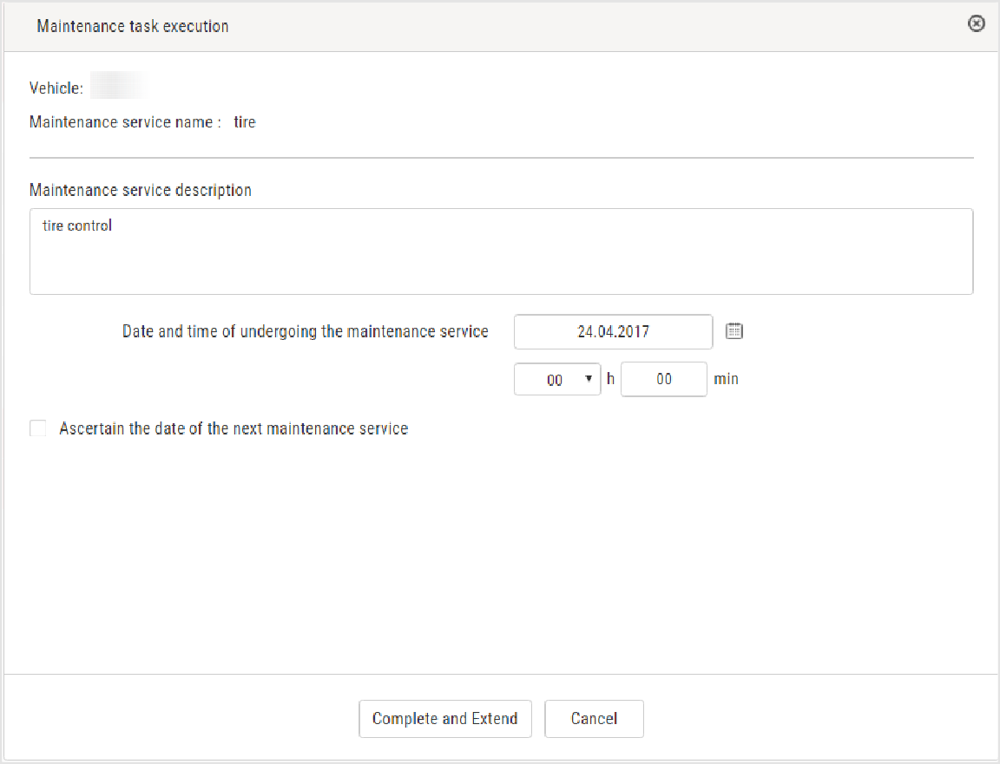 Maintenance task execution
Vehicle:
Maintenance service name : tire
Maintenance service description
tire control
Date and time of undergoing the maintenance service 24.04.2017
00 h 00 min
Ascertain the date of the next maintenance service
Complete and Extend Cancel